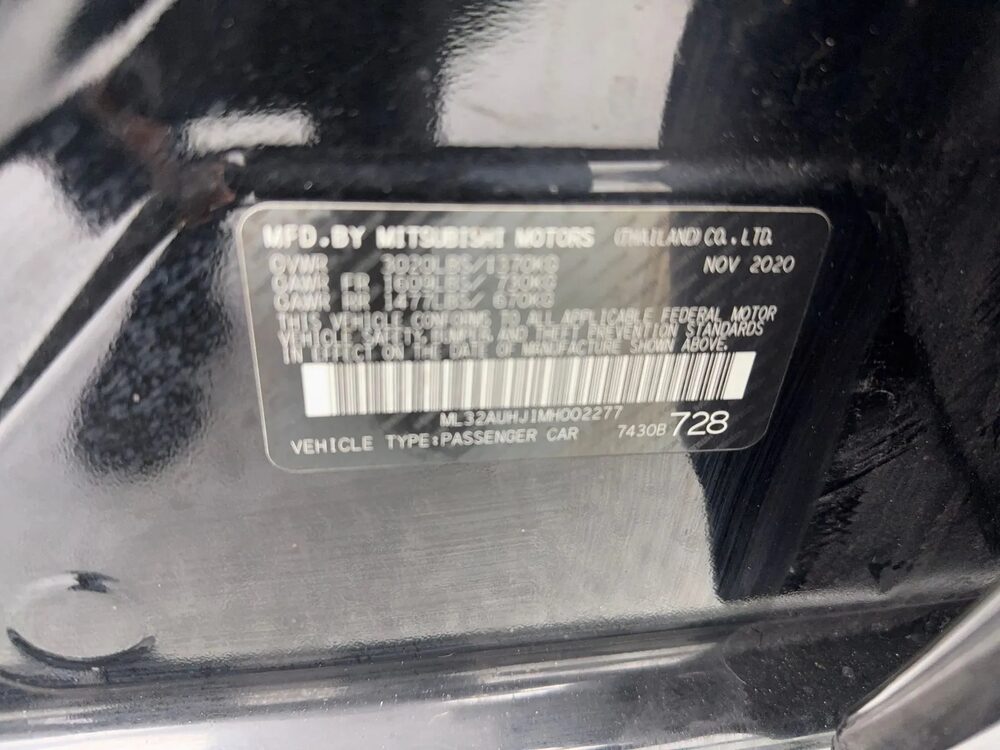 MFD.BY MITSUBISHI MOTORS (THAILAND) CO.,LTD.
GVWR 3020LBS/1370KG NOV 2020
GAWR FR 1609LBS/ 730KG
GAWR RR 1477LBS/ 670KG
THIS VEHICLE CONFORMS TO ALL APPLICABLE FEDERAL MOTOR
VEHICLE SAFETY, BUMPER, AND THEFT PREVENTION STANDARDS
IN EFFECT ON THE DATE OF MANUFACTURE SHOWN ABOVE.
ML32AUHJ1MH002277
VEHICLE TYPE:PASSENGER CAR 7430B 728